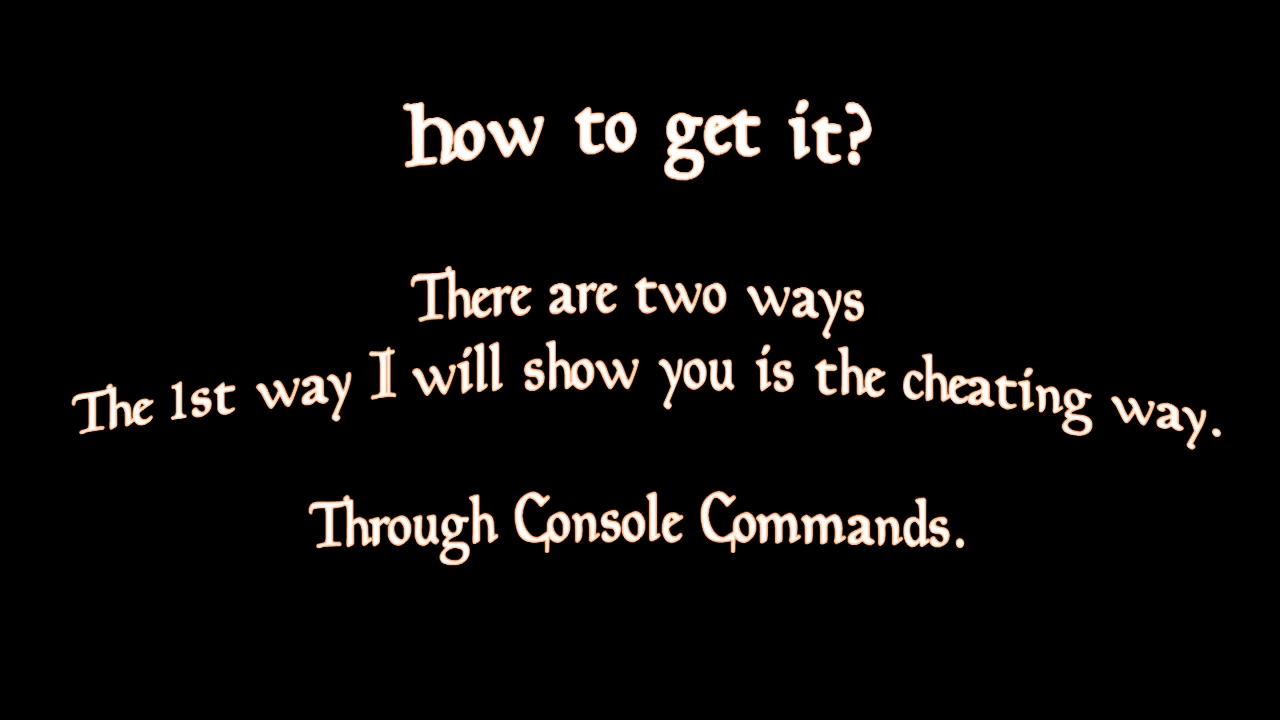 how to get it?
There are two ways
The 1st way I will show you is the cheating way.
Through Console Commands.